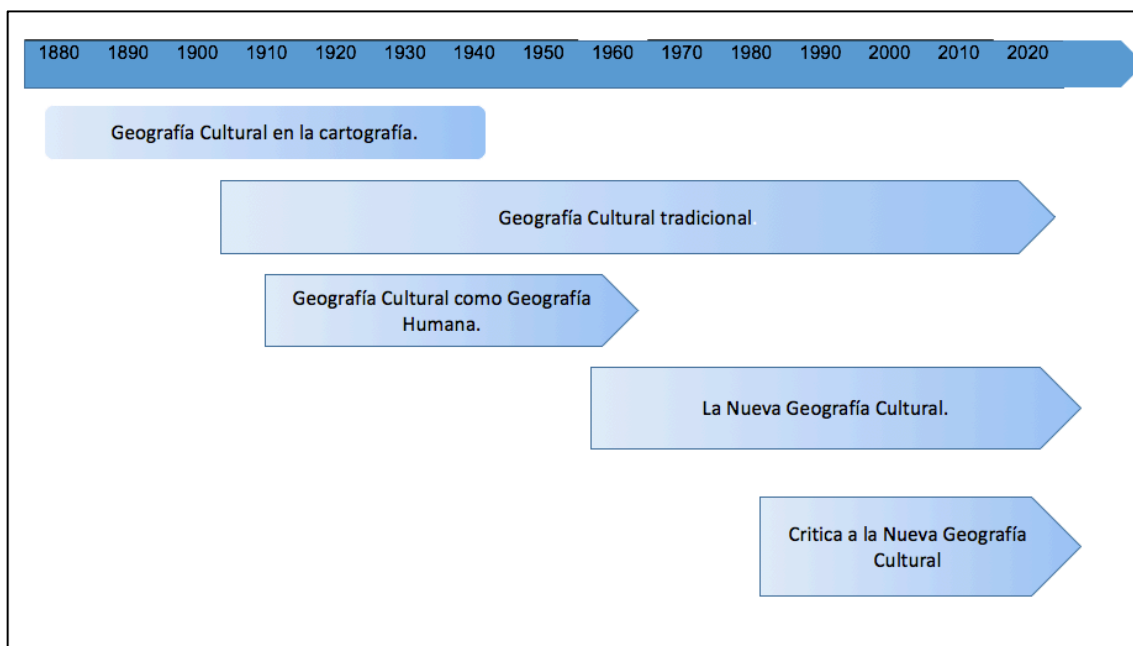 1880 1890 1900 1910 1920 1930 1940 1950 1960 1970 1980 1990 2000 2010 2020
Geografía Cultural en la cartografía.
Geografía Cultural tradicional.
Geografía Cultural como Geografía
Humana.
La Nueva Geografía Cultural.
Critica a la Nueva Geografía
Cultural